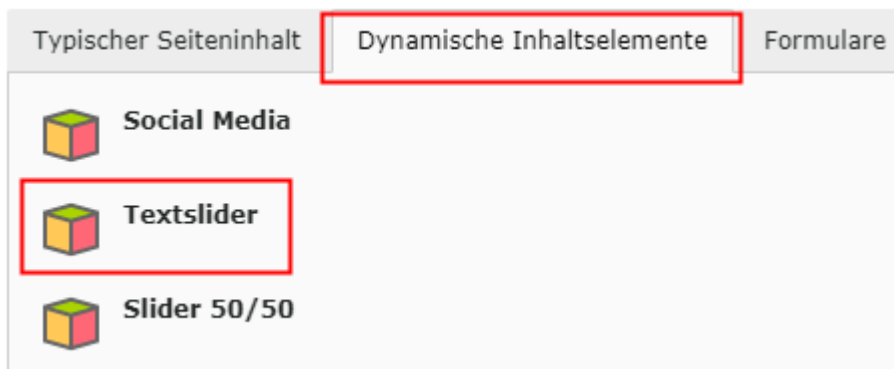 Typischer Seiteninhalt Dynamische Inhaltselemente Formulare
Social Media
Textslider
Slider 50/50